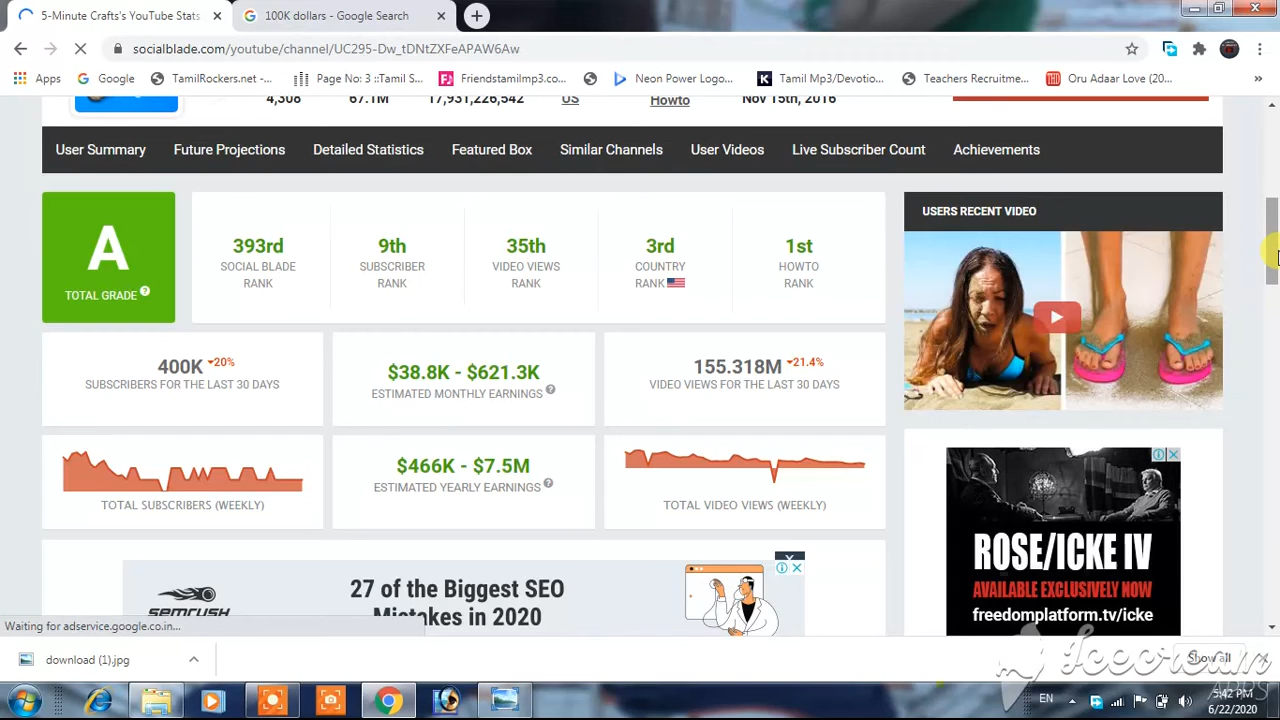 5-Minute Crafts's YouTube Stats
100K dollars - Google Search
socialblade.com/youtube/channel/UC295-Dw_tDNtZXFeAPAW6Aw
Apps
Google
TamilRockers.net -...
Page No: 3 ::Tamil S...
Friendstamilmp3.co...
Neon Power Logo...
Tamil Mp3/Devotio...
Teachers Recruitme...
Oru Adaar Love (20...
»
4,308
67.1M
17,931,226,542
US
Howto
Nov 15th, 2016
User Summary
Future Projections
Detailed Statistics
Featured Box
Similar Channels
User Videos
Live Subscriber Count
Achievements
A
TOTAL GRADE
393rd
SOCIAL BLADE
RANK
9th
SUBSCRIBER
RANK
35th
VIDEO VIEWS
RANK
3rd
COUNTRY
RANK
1st
HOWTO
RANK
USERS RECENT VIDEO
400K 20%
SUBSCRIBERS FOR THE LAST 30 DAYS
$38.8K - $621.3K
ESTIMATED MONTHLY EARNINGS
155.318M 21.4%
VIDEO VIEWS FOR THE LAST 30 DAYS
TOTAL SUBSCRIBERS (WEEKLY)
$466K - $7.5M
ESTIMATED YEARLY EARNINGS
TOTAL VIDEO VIEWS (WEEKLY)
semrush
27 of the Biggest SEO
Mistakes in 2020
ROSE/ICKE IV
AVAILABLE EXCLUSIVELY NOW
freedomplatform.tv/icke
Waiting for adservice.google.co.in...
download (1).jpg
Show all
Icecream
APPS
EN
5:42 PM
6/22/2020